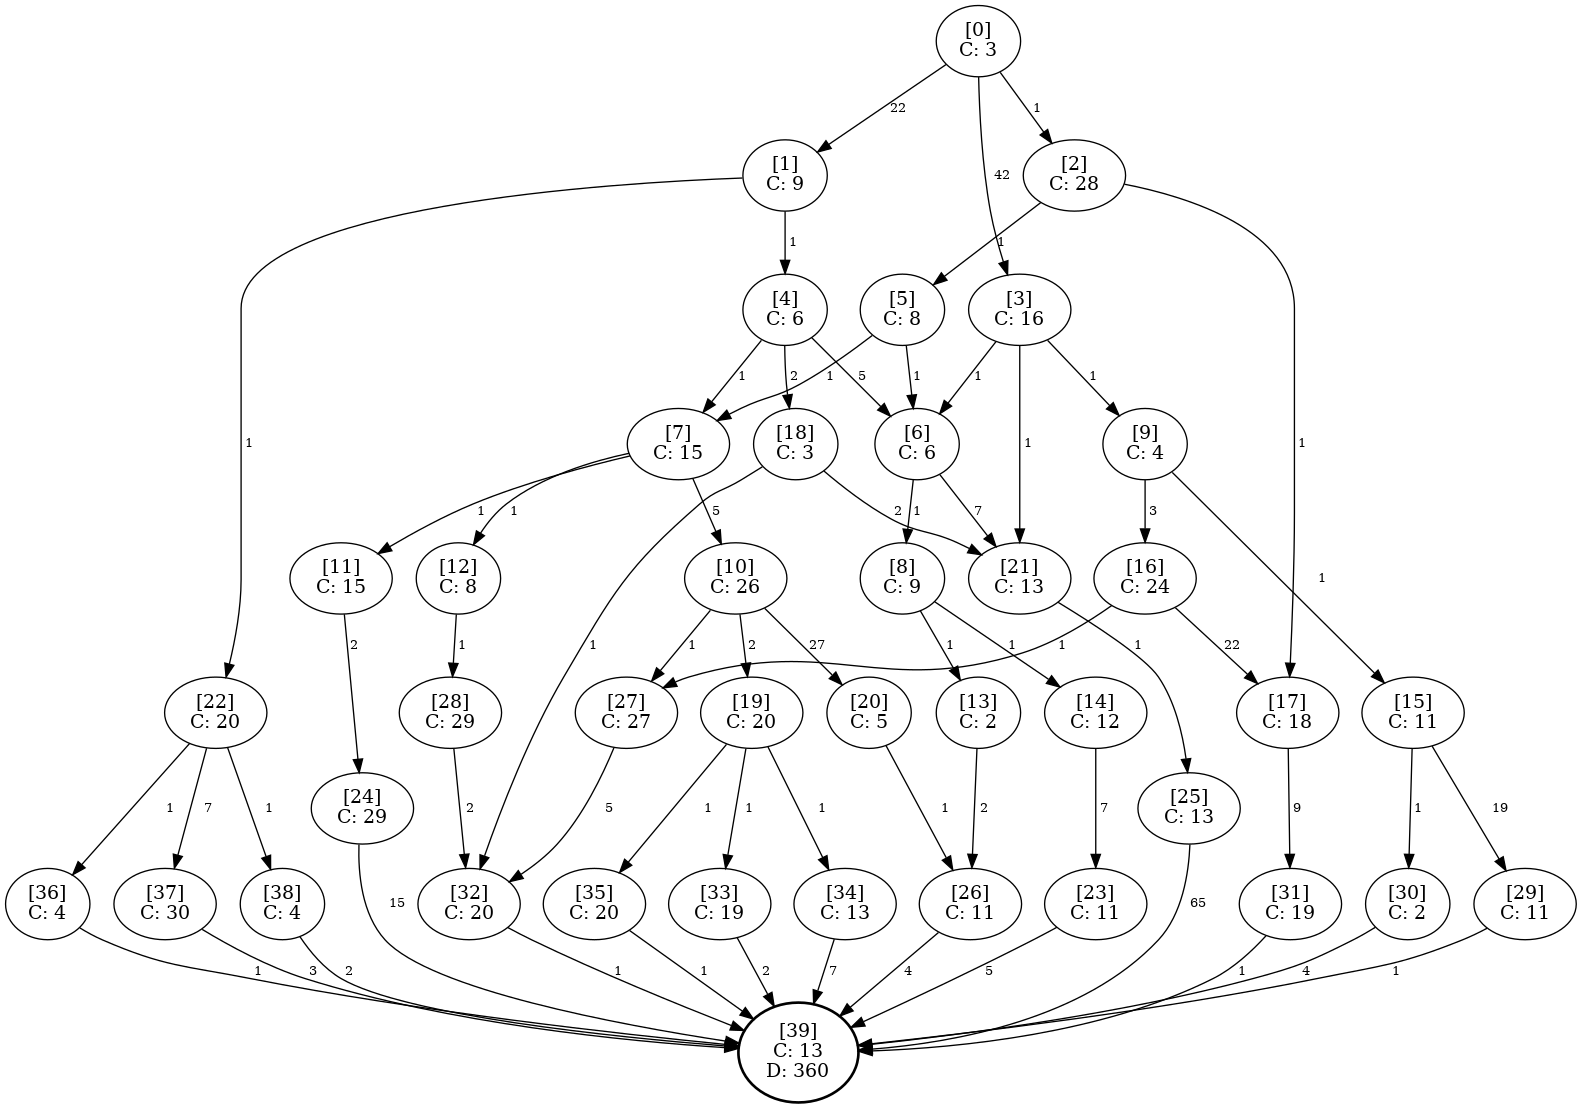 [0]
C: 3
22
1
42
[1]
C: 9
[2]
C: 28
1
1
1
1
[4]
C: 6
[5]
C: 8
[3]
C: 16
1
2
1
5
1
1
1
1
[7]
C: 15
[18]
C: 3
[6]
C: 6
[9]
C: 4
1
1
5
1
2
1
7
3
1
[11]
C: 15
[12]
C: 8
[10]
C: 26
[8]
C: 9
[21]
C: 13
[16]
C: 24
2
1
1
2
27
1
1
1
1
22
[22]
C: 20
[28]
C: 29
[27]
C: 27
[19]
C: 20
[20]
C: 5
[13]
C: 2
[14]
C: 12
[17]
C: 18
[15]
C: 11
1
7
1
[24]
C: 29
2
5
1
1
1
1
2
7
[25]
C: 13
9
1
19
[36]
C: 4
[37]
C: 30
[38]
C: 4
15
[32]
C: 20
[35]
C: 20
[33]
C: 19
[34]
C: 13
[26]
C: 11
[23]
C: 11
65
[31]
C: 19
[30]
C: 2
[29]
C: 11
1
3
2
1
1
2
7
4
5
1
4
1
[39]
C: 13
D: 360